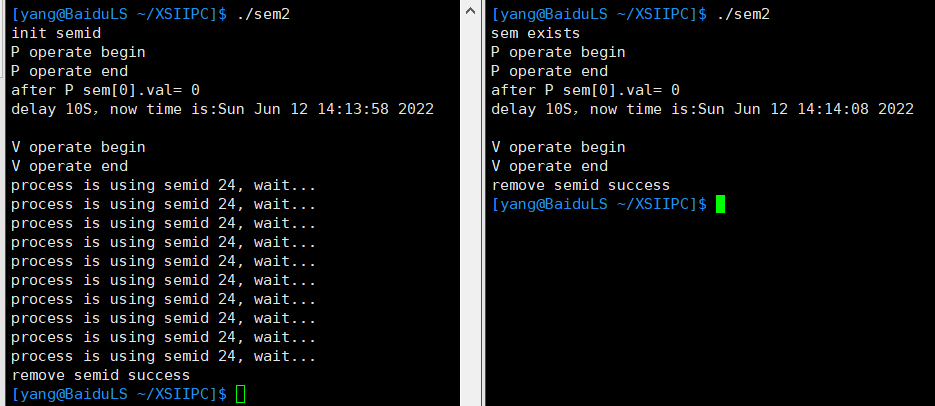 [yang@BaiduLS ~/XSIIPC]$ ./sem2
init semid
P operate begin
P operate end
after P sem[0].val= 0
delay 10S，now time is:Sun Jun 12 14:13:58 2022
V operate begin
V operate end
process is using semid 24, wait...
process is using semid 24, wait...
process is using semid 24, wait...
process is using semid 24, wait...
process is using semid 24, wait...
process is using semid 24, wait...
process is using semid 24, wait...
process is using semid 24, wait...
process is using semid 24, wait...
process is using semid 24, wait...
remove semid success
[yang@BaiduLS ~/XSIIPC]$
[yang@BaiduLS ~/XSIIPC]$ ./sem2
sem exists
P operate begin
P operate end
after P sem[0].val= 0
delay 10S，now time is:Sun Jun 12 14:14:08 2022
V operate begin
V operate end
remove semid success
[yang@BaiduLS ~/XSIIPC]$